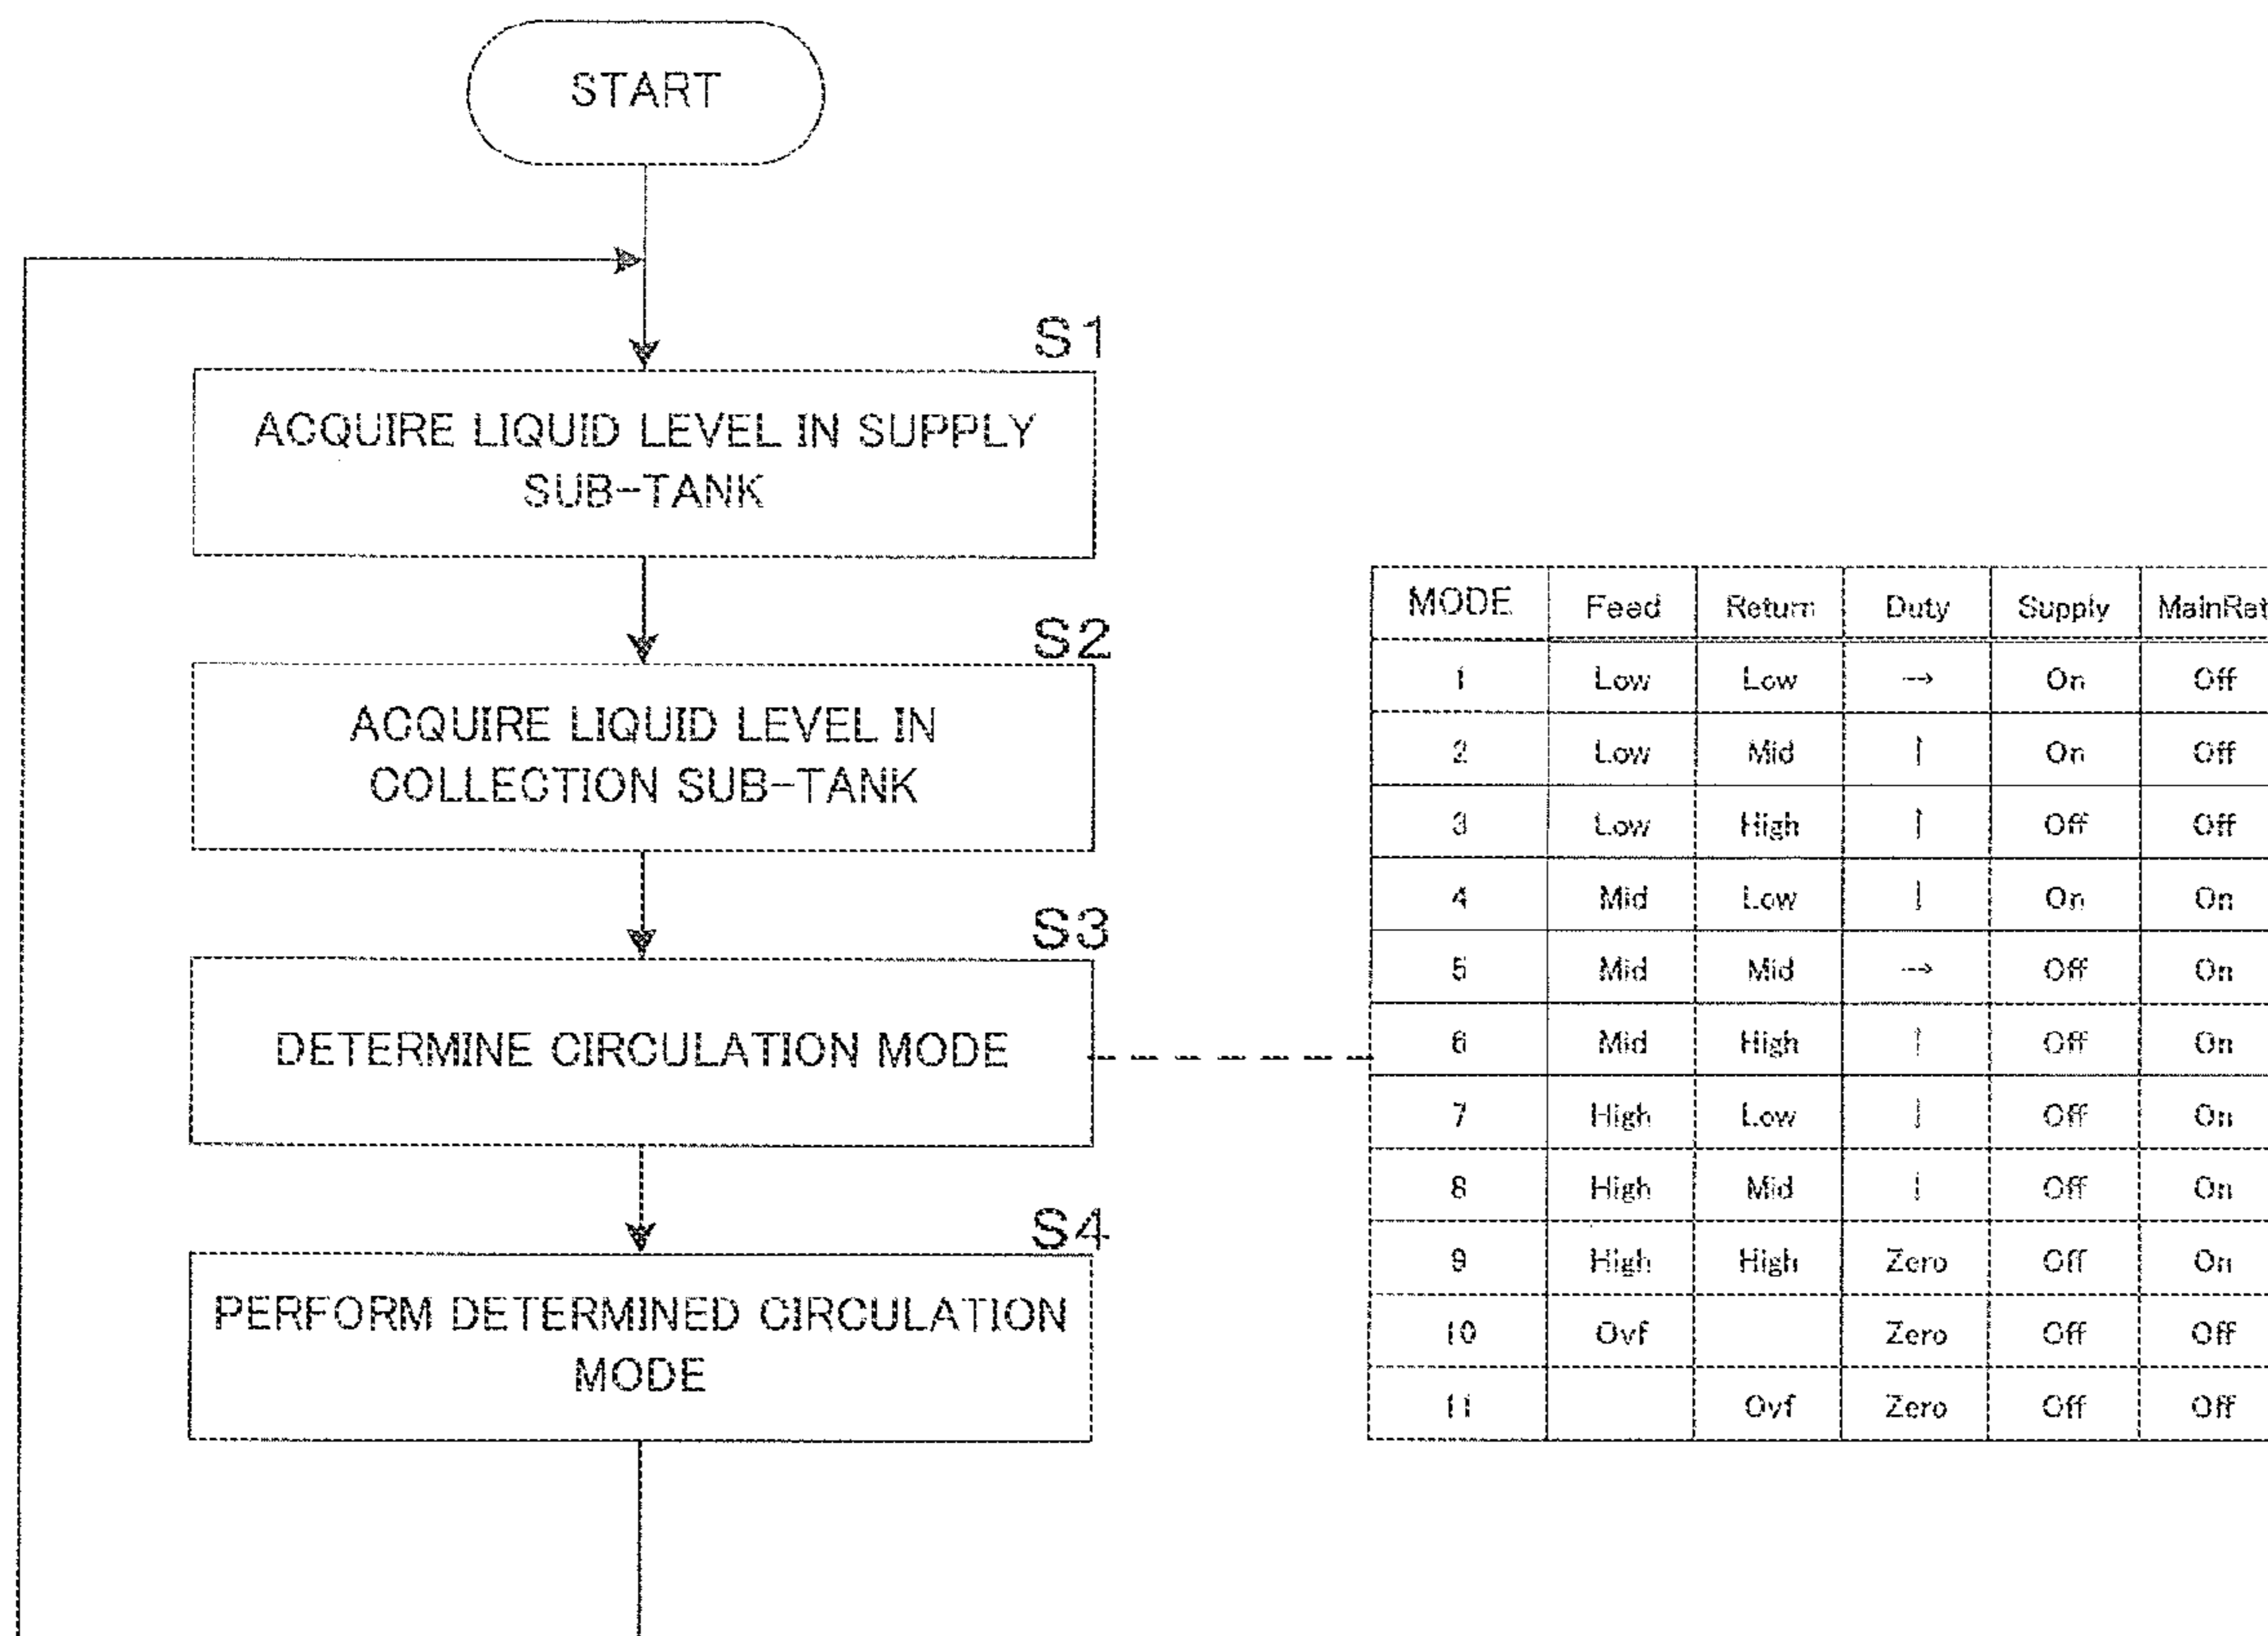 START
S1
ACQUIRE LIQUID LEVEL IN SUPPLY
SUB-TANK
S2
ACQUIRE LIQUID LEVEL IN
COLLECTION SUB-TANK
S3
DETERMINE CIRCULATION MODE
S4
PERFORM DETERMINED CIRCULATION
MODE
MODE Feed Return Duty Supply MainRat
1 Low Low → On Off
2 Low Mid ↑ On Off
3 Low High ↑ Off Off
4 Mid Low ↓ On On
5 Mid Mid → Off On
6 Mid High ↑ Off On
7 High Low ↓ Off On
8 High Mid ↓ Off On
9 High High Zero Off On
10 Ovf Zero Off Off
11 Ovf Zero Off Off